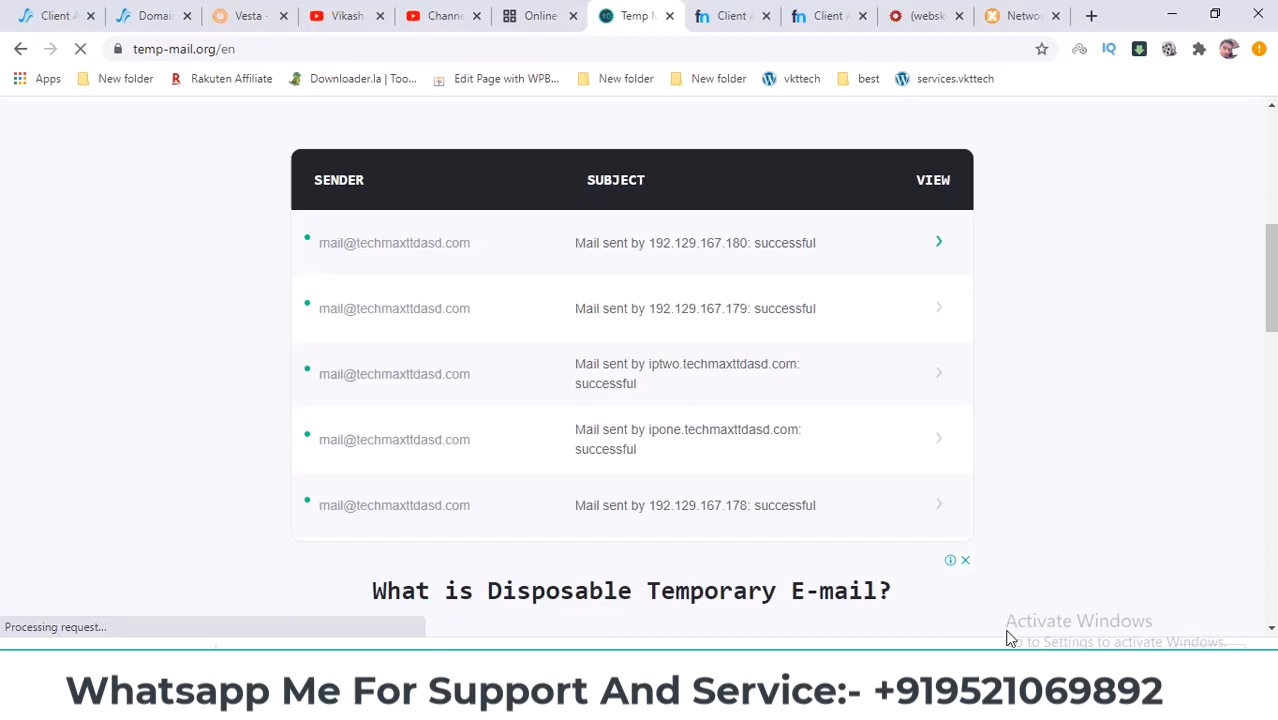 Client A
Domain
Vesta -
Vikash
Channe
Online
Temp M
Client A
Client A
(websk
Networ
temp-mail.org/en
IQ
Apps
New folder
Rakuten Affiliate
Downloader.la | Too...
Edit Page with WPB...
New folder
New folder
vkttech
best
services.vkttech
SENDER SUBJECT VIEW
mail@techmaxttdasd.com Mail sent by 192.129.167.180: successful
mail@techmaxttdasd.com Mail sent by 192.129.167.179: successful
mail@techmaxttdasd.com Mail sent by iptwo.techmaxttdasd.com:
successful
mail@techmaxttdasd.com Mail sent by ipone.techmaxttdasd.com:
successful
mail@techmaxttdasd.com Mail sent by 192.129.167.178: successful
What is Disposable Temporary E-mail?
Processing request...
Activate Windows
to Settings to activate Windows.
Whatsapp Me For Support And Service:- +919521069892